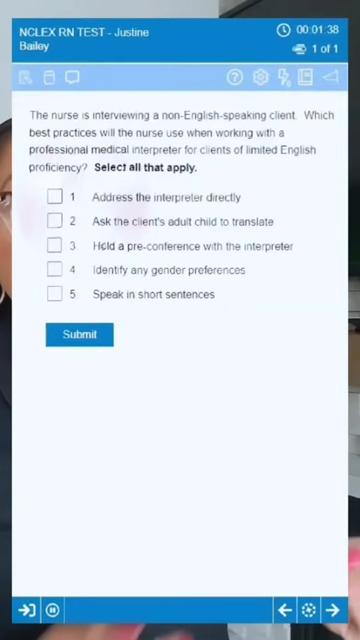 NCLEX RN TEST - Justine
Bailey
00:01:38
1 of 1
The nurse is interviewing a non-English-speaking client. Which
best practices will the nurse use when working with a
professional medical interpreter for clients of limited English
proficiency? Select all that apply.
1 Address the interpreter directly
2 Ask the client's adult child to translate
3 Hold a pre-conference with the interpreter
4 Identify any gender preferences
5 Speak in short sentences
Submit